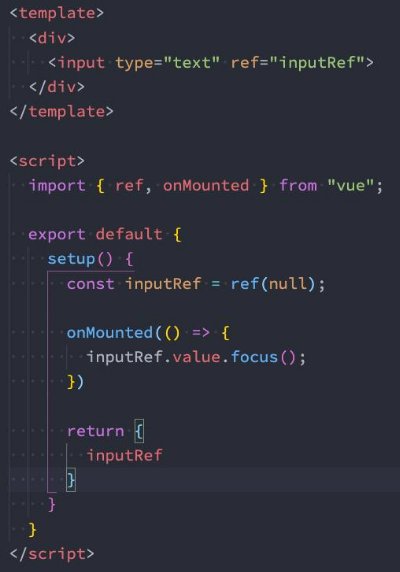 <template>
  <div>
    <input type="text" ref="inputRef">
  </div>
</template>

<script>
  import { ref, onMounted } from "vue";

  export default {
    setup() {
      const inputRef = ref(null);

      onMounted(() => {
        inputRef.value.focus();
      })

      return {
        inputRef
      }
    }
  }
</script>